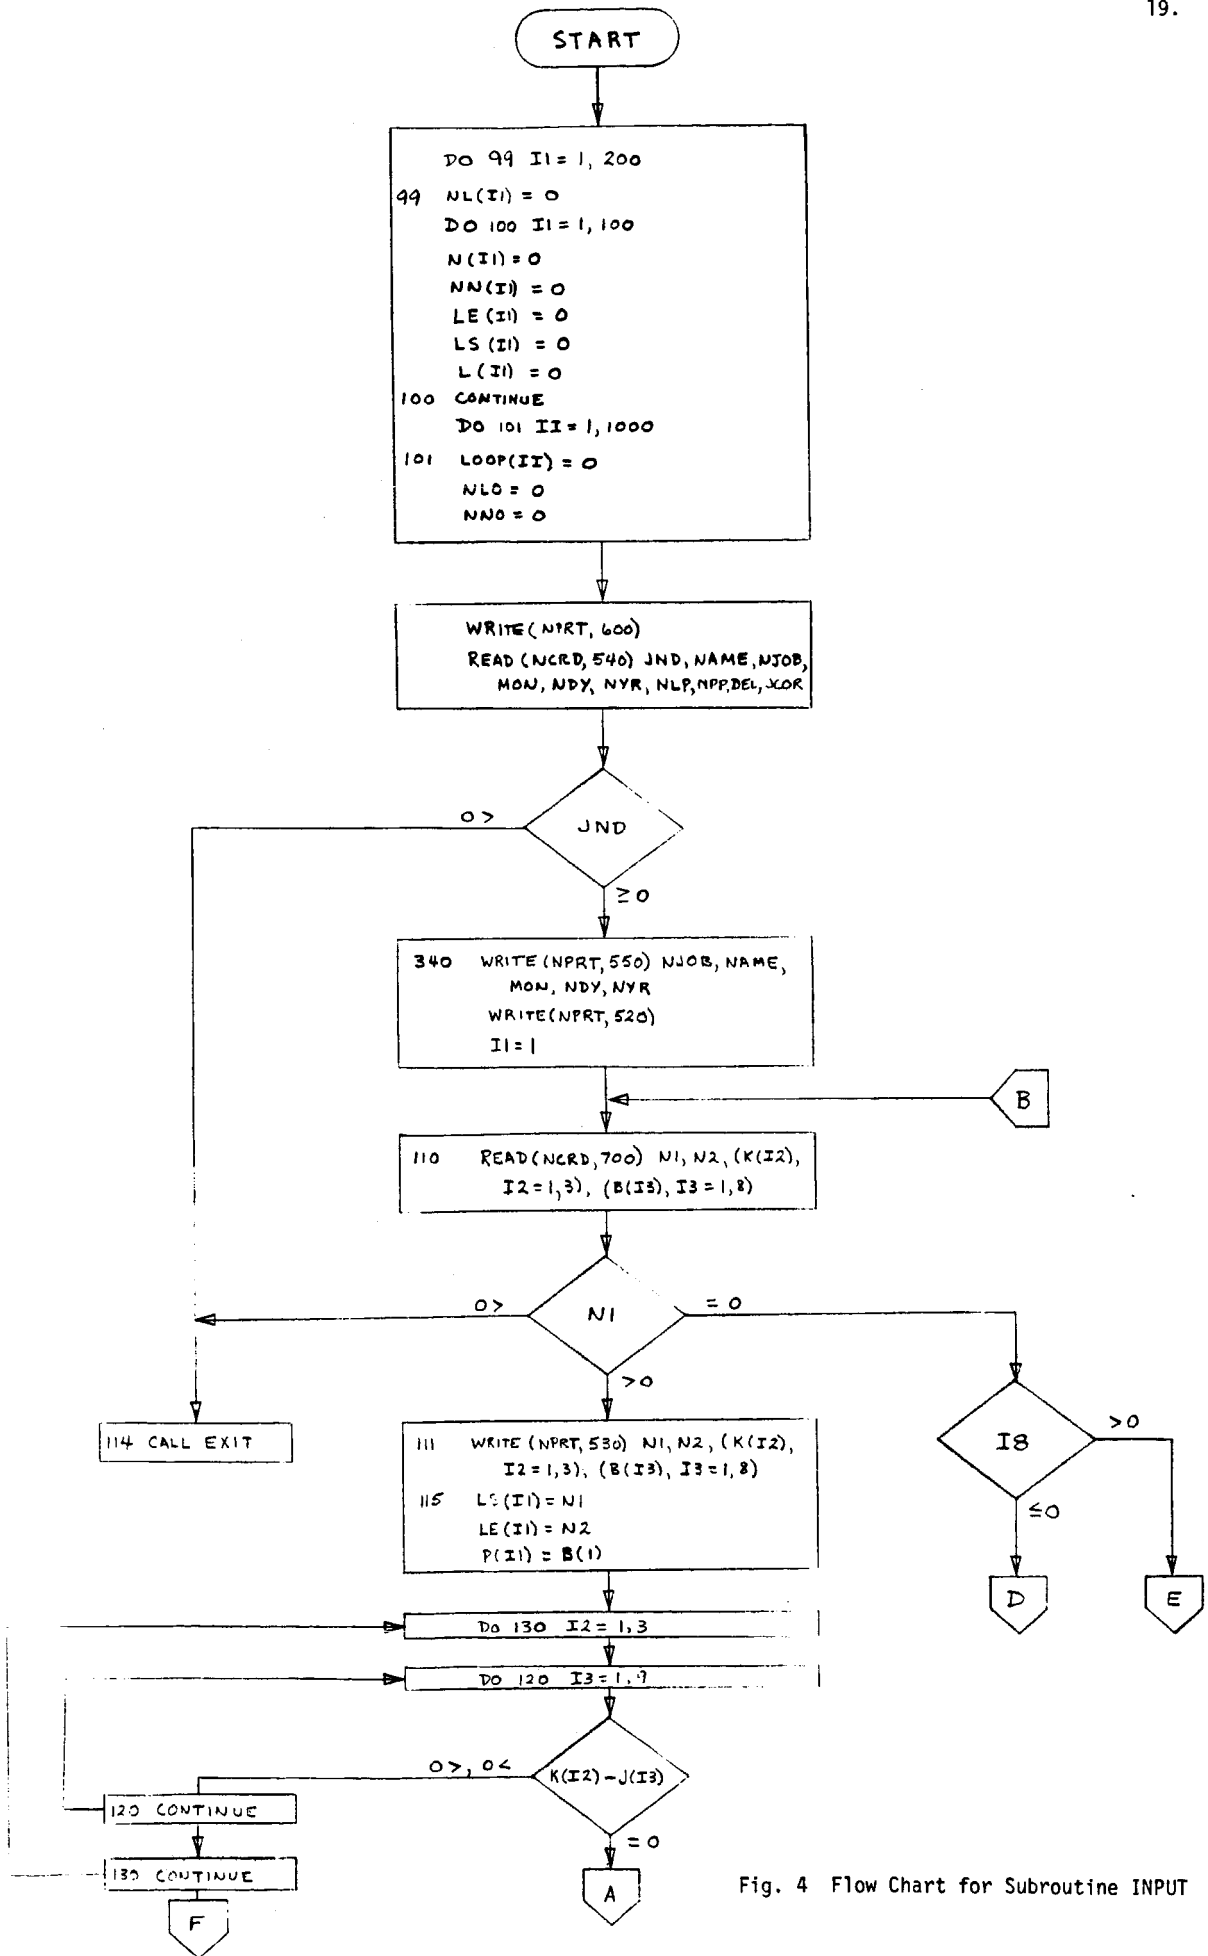 19.
START
DO 99 I1 = 1, 200
99 NL(I1) = 0
DO 100 I1 = 1, 100
N(I1) = 0
NN(I1) = 0
LE(I1) = 0
LS(I1) = 0
L(I1) = 0
100 CONTINUE
DO 101 II = 1, 1000
101 LOOP(II) = 0
NLO = 0
NNO = 0
WRITE(NPRT, 600)
READ (NCRD, 540) JND, NAME, NJOB,
MON, NDY, NYR, NLP, NPP, DEL, JCOR
JND
0 >
≥ 0
340 WRITE (NPRT, 550) NJOB, NAME,
MON, NDY, NYR
WRITE(NPRT, 520)
I1 = 1
B
110 READ(NCRD, 700) N1, N2, (K(I2),
I2 = 1,3), (B(I3), I3 = 1,8)
0 >
N1
= 0
> 0
114 CALL EXIT
111 WRITE (NPRT, 530) N1, N2, (K(I2),
I2 = 1,3), (B(I3), I3 = 1,8)
115 LS(I1) = N1
LE(I1) = N2
P(I1) = B(1)
I8
> 0
≤ 0
D
E
DO 130 I2 = 1,3
DO 120 I3 = 1,9
K(I2) - J(I3)
0 >, 0 <
= 0
120 CONTINUE
130 CONTINUE
F
A
Fig. 4 Flow Chart for Subroutine INPUT